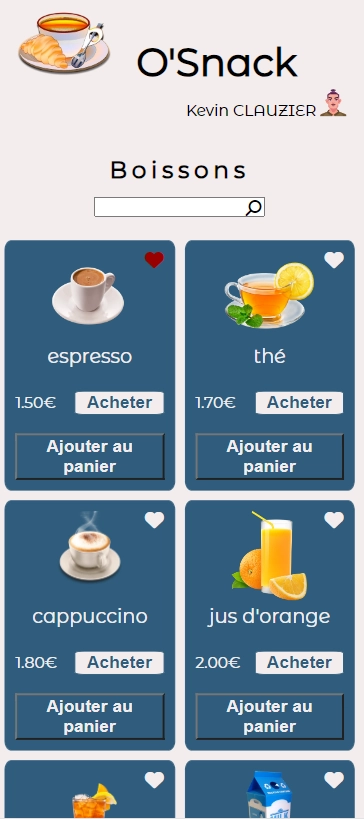 O'Snack
Kevin CLAUZIER
Boissons
espresso
thé
1.50€ Acheter
1.70€ Acheter
Ajouter au
panier
Ajouter au
panier
cappuccino
jus d'orange
1.80€ Acheter
2.00€ Acheter
Ajouter au
panier
Ajouter au
panier